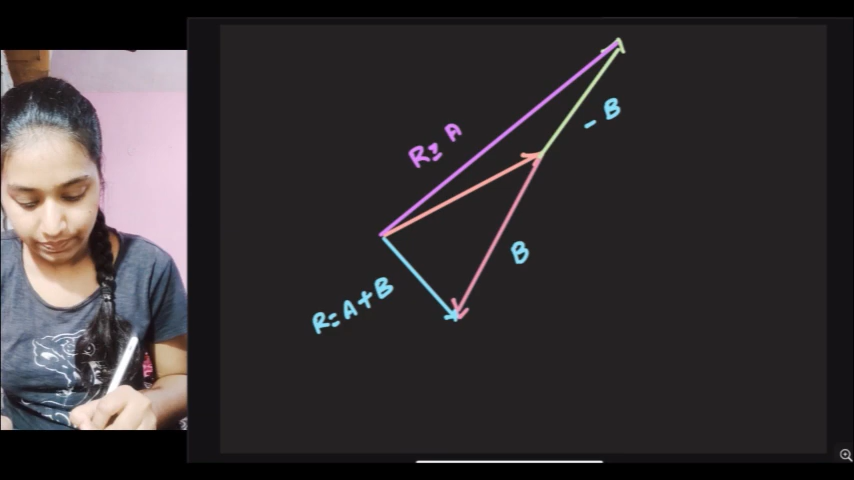 R= A
- B
B
R= A+B